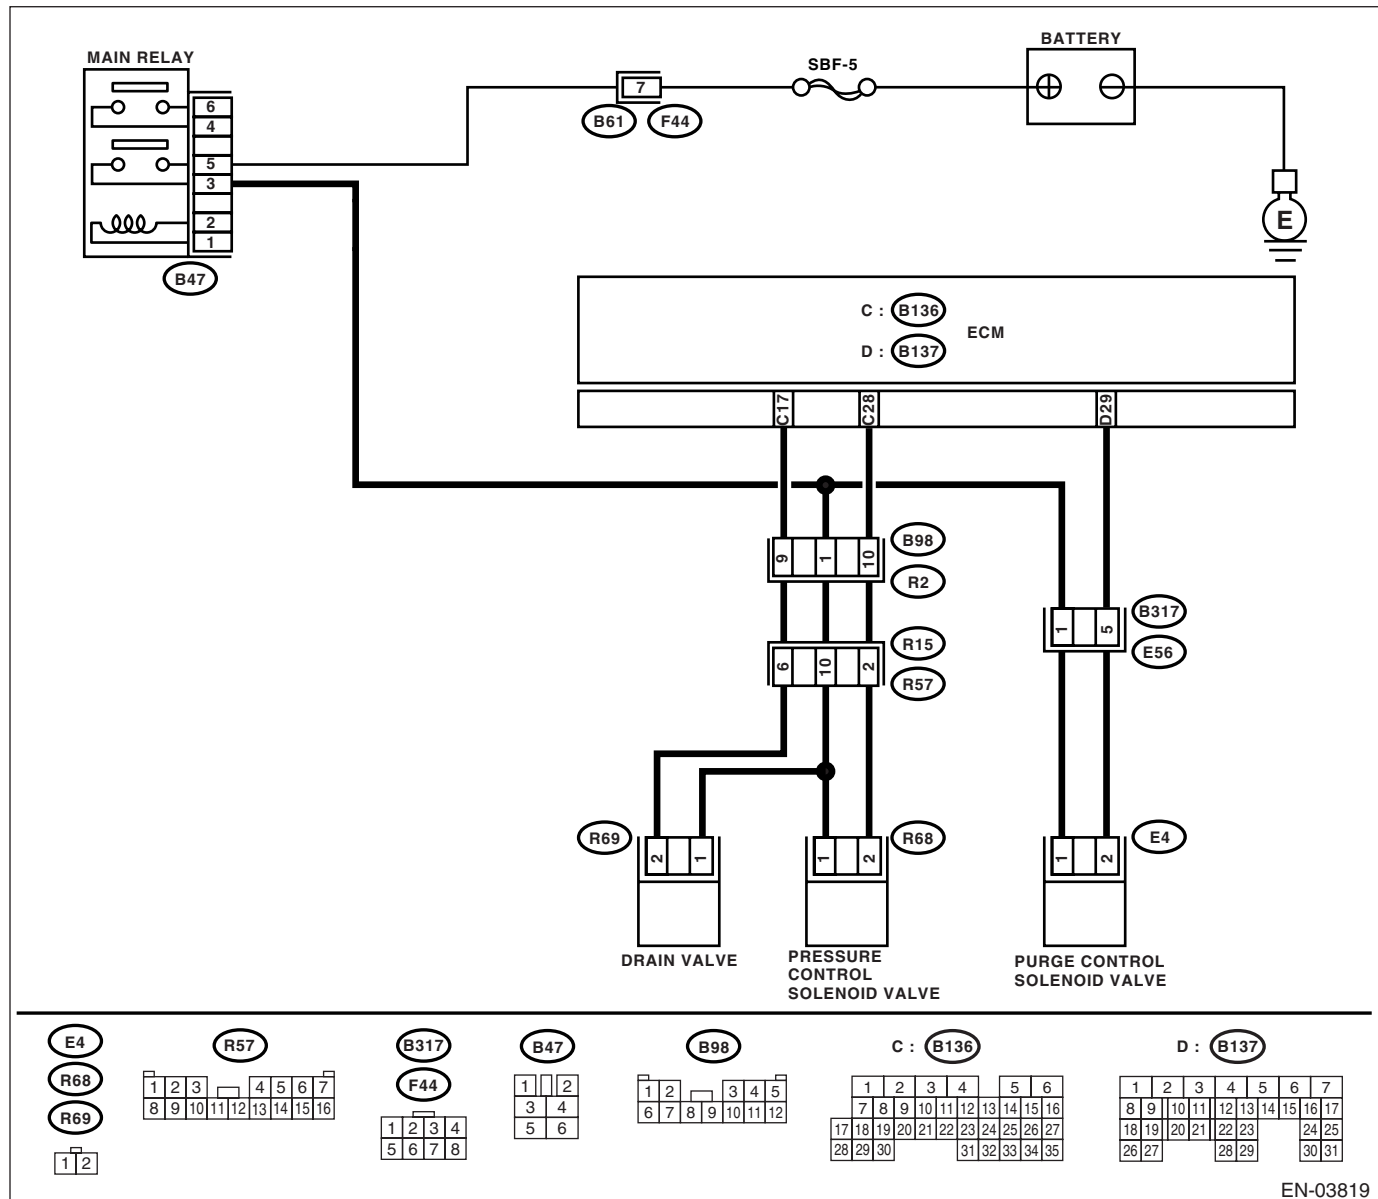 MAIN RELAY
BATTERY
SBF-5
7
B61 F44
6
4
5
3
2
1
B47
E
C : B136
ECM
D : B137
C17 C28 D29
9 1 10
B98
R2
1 5
B317
E56
6 10 2
R15
R57
R69
2 1
1 2
R68
1 2
E4
DRAIN VALVE
PRESSURE
CONTROL
SOLENOID VALVE
PURGE CONTROL
SOLENOID VALVE
E4
R68
R69
1 2
R57
1 2 3 4 5 6 7
8 9 10 11 12 13 14 15 16
B317
F44
1 2 3 4
5 6 7 8
B47
1 2
3 4
5 6
B98
1 2 3 4 5
6 7 8 9 10 11 12
C : B136
1 2 3 4 5 6
7 8 9 10 11 12 13 14 15 16
17 18 19 20 21 22 23 24 25 26 27
28 29 30 31 32 33 34 35
D : B137
1 2 3 4 5 6 7
8 9 10 11 12 13 14 15 16 17
18 19 20 21 22 23 24 25
26 27 28 29 30 31
EN-03819